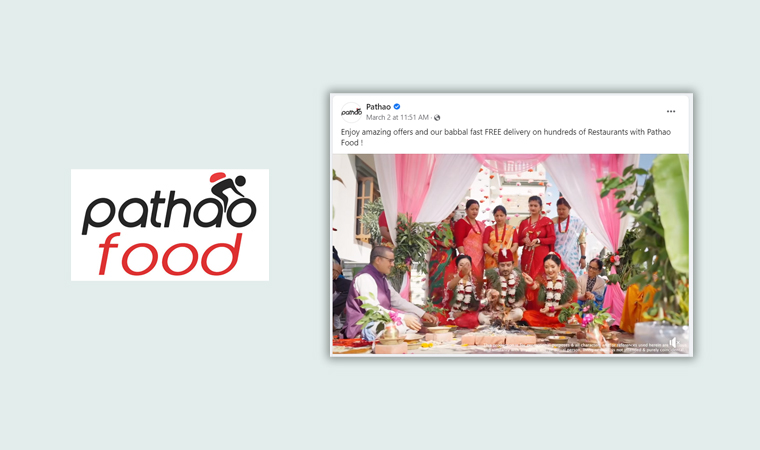 pathao
food
pathao
Pathao
March 2 at 11:51 AM
Enjoy amazing offers and our babbal fast FREE delivery on hundreds of Restaurants with Pathao
Food !